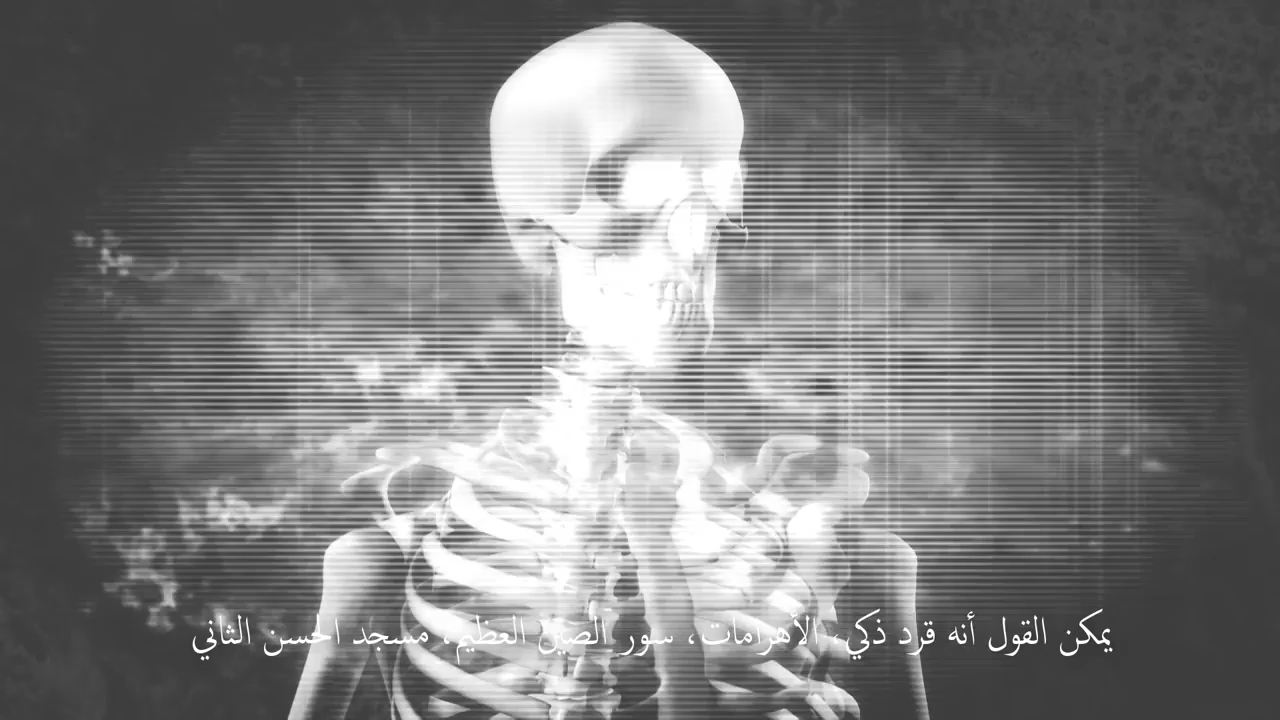 يمكن القول أنه قرد ذكي، الأهرامات، سور الصين العظيم، مسجد الحسن الثاني